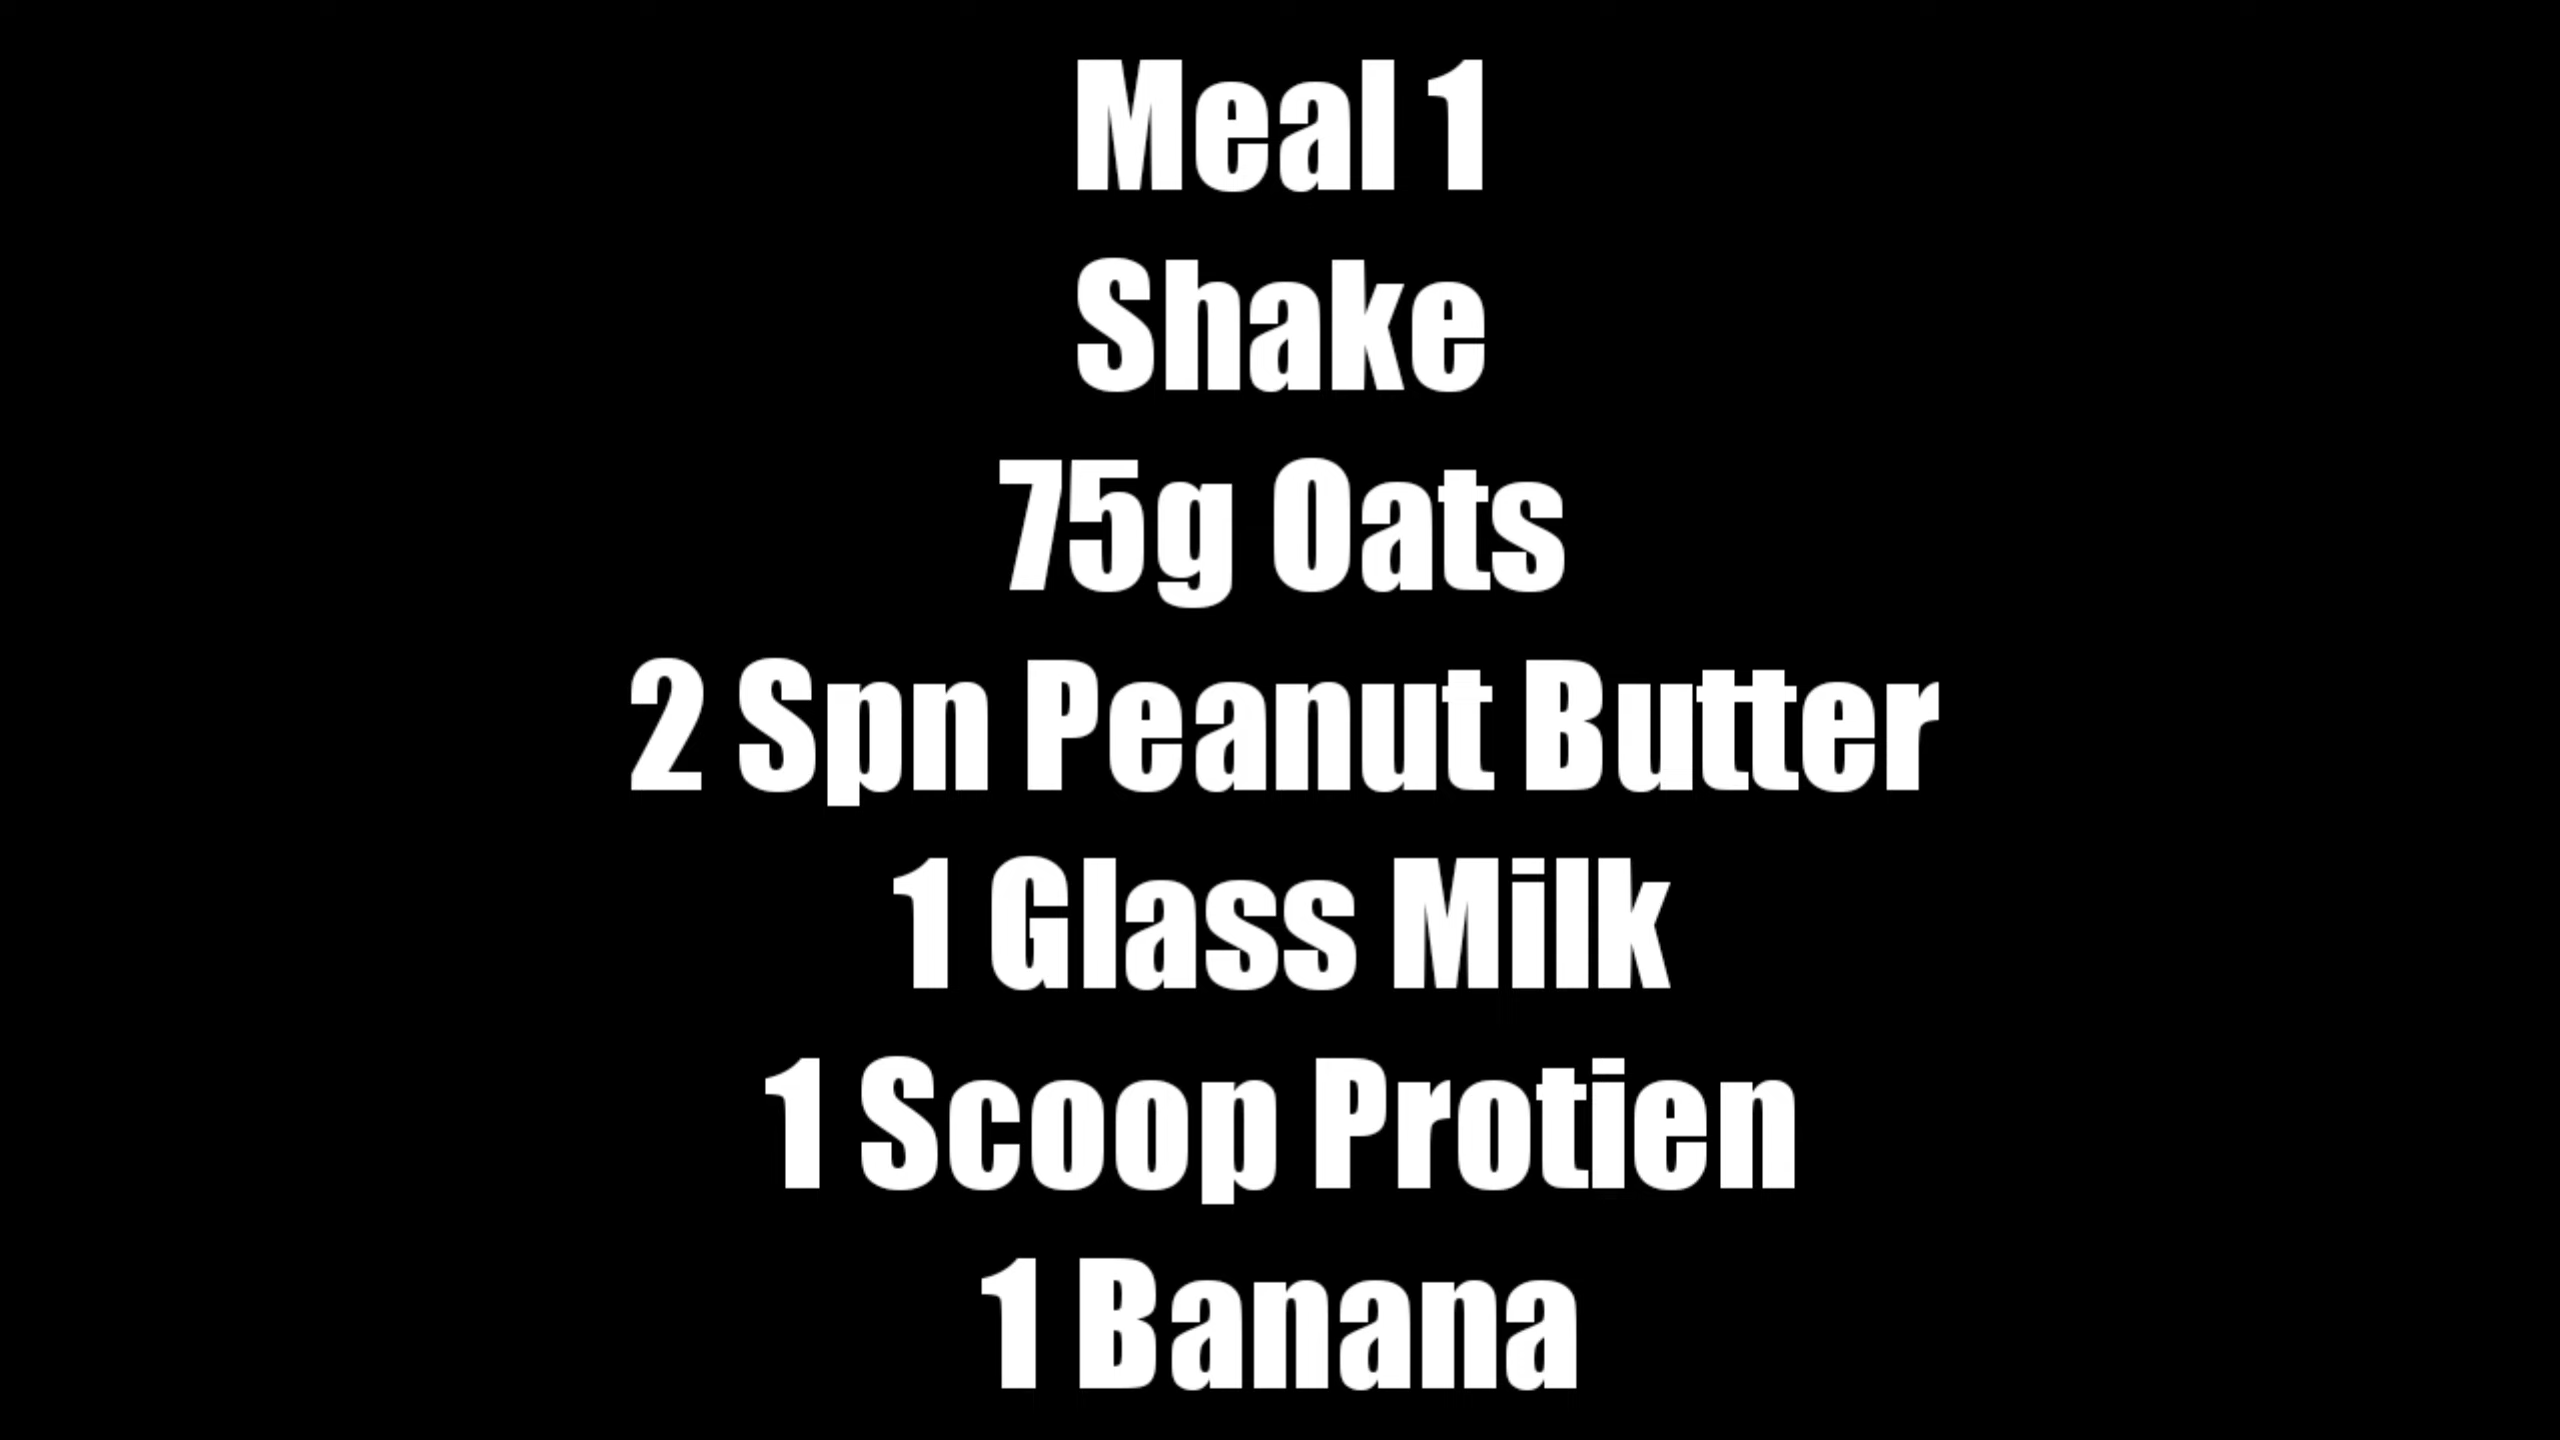 Meal 1
Shake
75g Oats
2 Spn Peanut Butter
1 Glass Milk
1 Scoop Protien
1 Banana